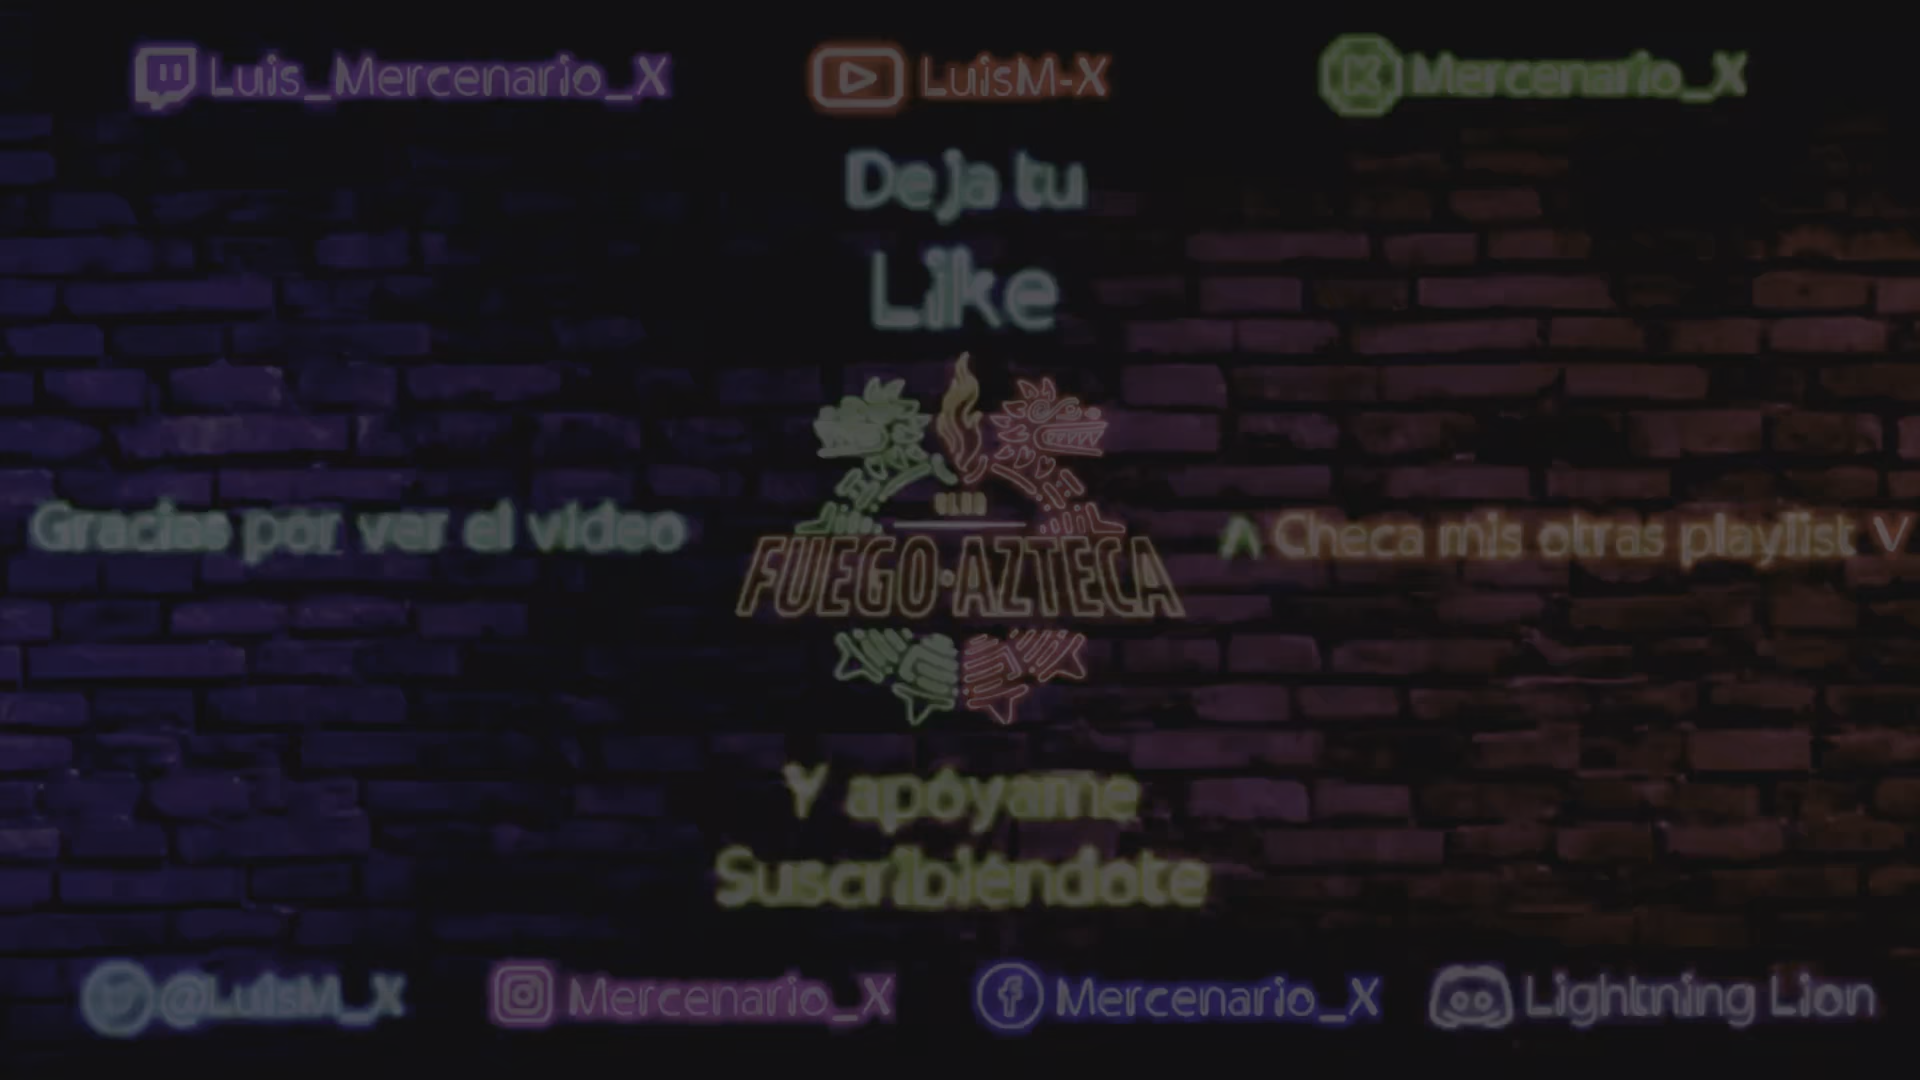 Luis_Mercenario_X
LuisM-X
Mercenario_X
Deja tu
Like
Gracias por ver el video
FUEGO·AZTECA
Λ Checa mis otras playlist V
Y apóyame
Suscribiéndote
@LuisM_X
Mercenario_X
Mercenario_X
Lightning Lion